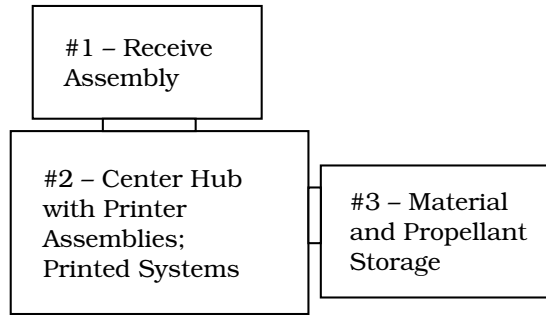 #1 – Receive
Assembly
#2 – Center Hub
with Printer
Assemblies;
Printed Systems
#3 – Material
and Propellant
Storage